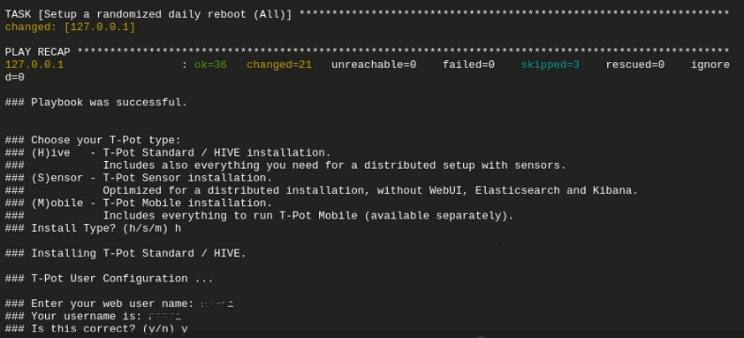 TASK [Setup a randomized daily reboot (All)] ******************************************************************
changed: [127.0.0.1]
PLAY RECAP ****************************************************************************************************
127.0.0.1                  : ok=36   changed=21   unreachable=0    failed=0    skipped=3    rescued=0    ignore
d=0
### Playbook was successful.
### Choose your T-Pot type:
### (H)ive   - T-Pot Standard / HIVE installation.
###            Includes also everything you need for a distributed setup with sensors.
### (S)ensor - T-Pot Sensor installation.
###            Optimized for a distributed installation, without WebUI, Elasticsearch and Kibana.
### (M)obile - T-Pot Mobile installation.
###            Includes everything to run T-Pot Mobile (available separately).
### Install Type? (h/s/m) h
### Installing T-Pot Standard / HIVE.
### T-Pot User Configuration ...
### Enter your web user name:
### Your username is:
### Is this correct? (y/n) y